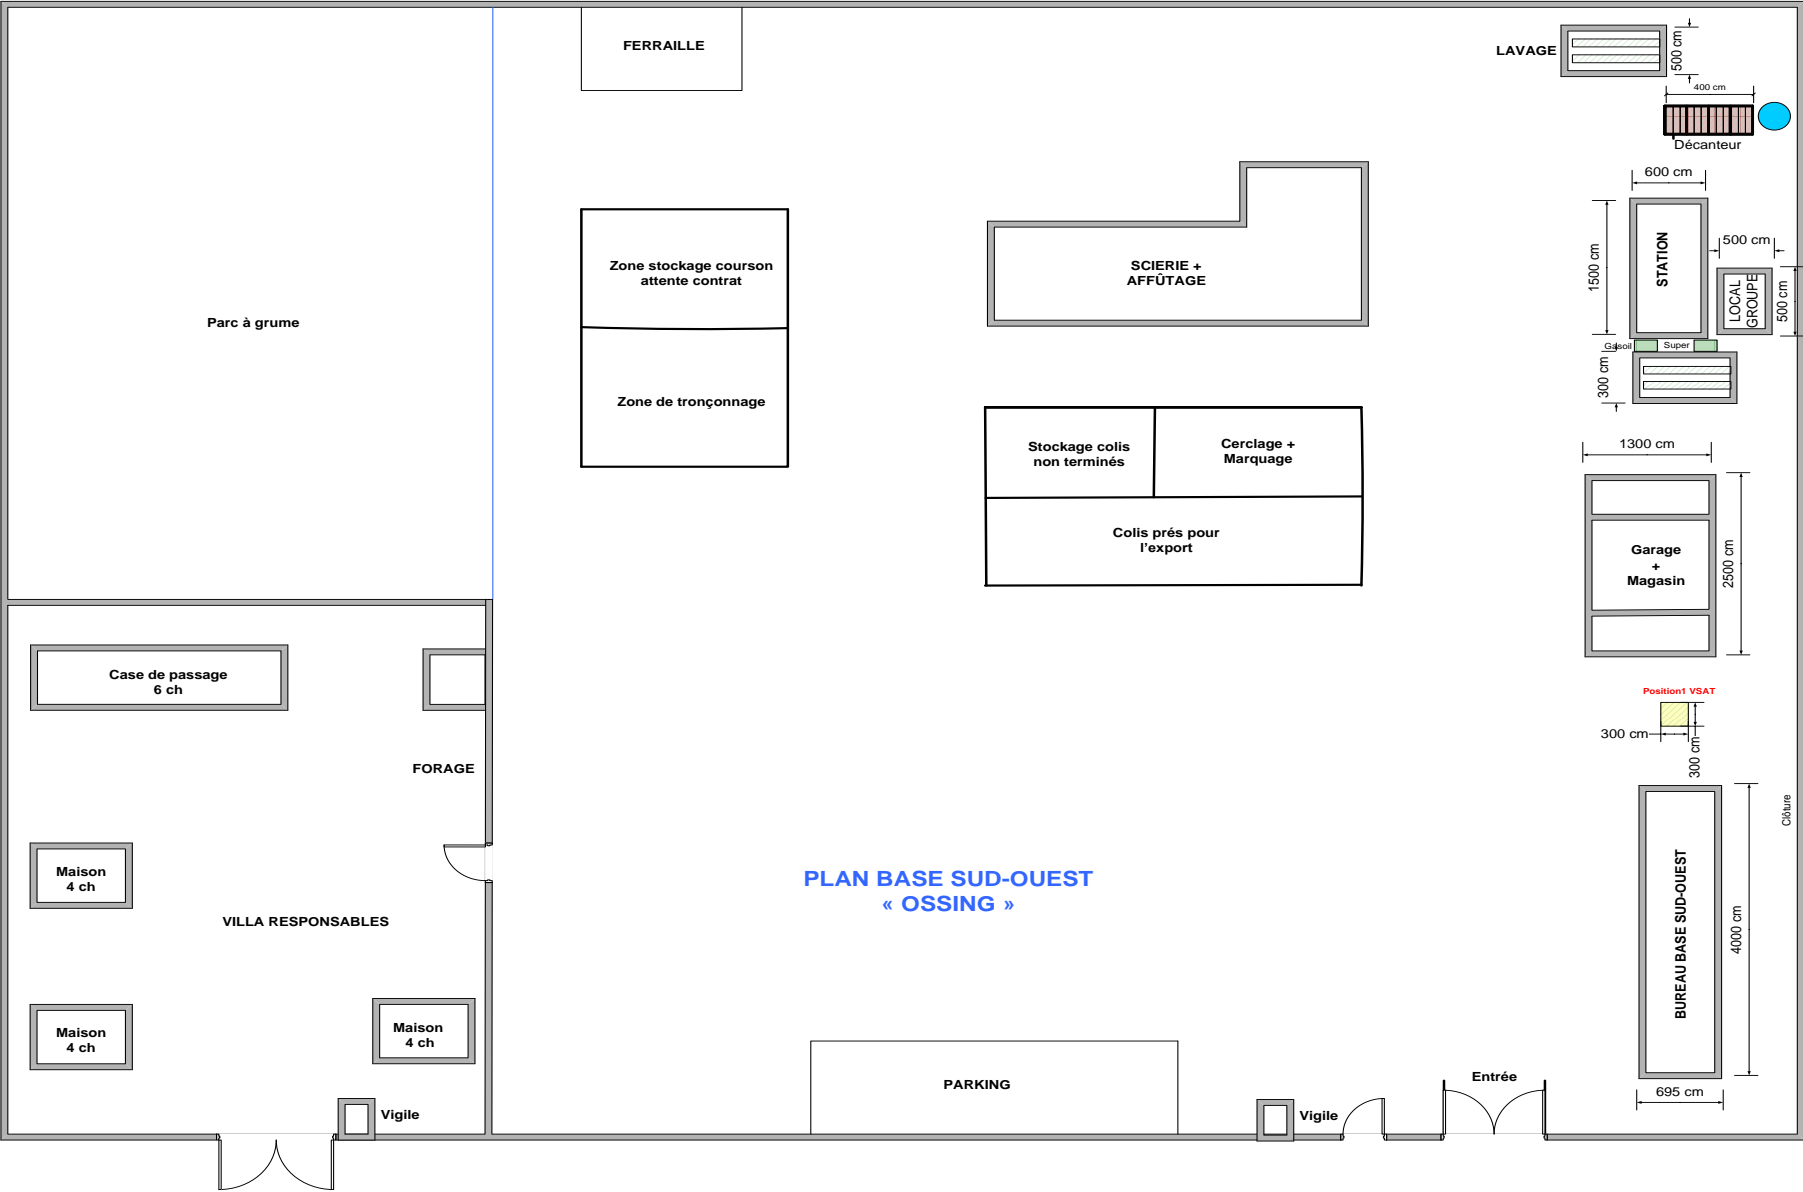 FERRAILLE
LAVAGE
500 cm
400 cm
Décanteur
600 cm
1500 cm
STATION
500 cm
LOCAL
GROUPE
500 cm
Gasoil
Super
300 cm
Parc à grume
Zone stockage courson
attente contrat
Zone de tronçonnage
SCIERIE +
AFFÛTAGE
Stockage colis
non terminés
Cerclage +
Marquage
Colis prés pour
l'export
1300 cm
Garage
+
Magasin
2500 cm
Position1 VSAT
300 cm
300 cm
Clôture
Case de passage
6 ch
FORAGE
Maison
4 ch
VILLA RESPONSABLES
Maison
4 ch
Maison
4 ch
Vigile
PLAN BASE SUD-OUEST
« OSSING »
PARKING
Vigile
Entrée
BUREAU BASE SUD-OUEST
4000 cm
695 cm